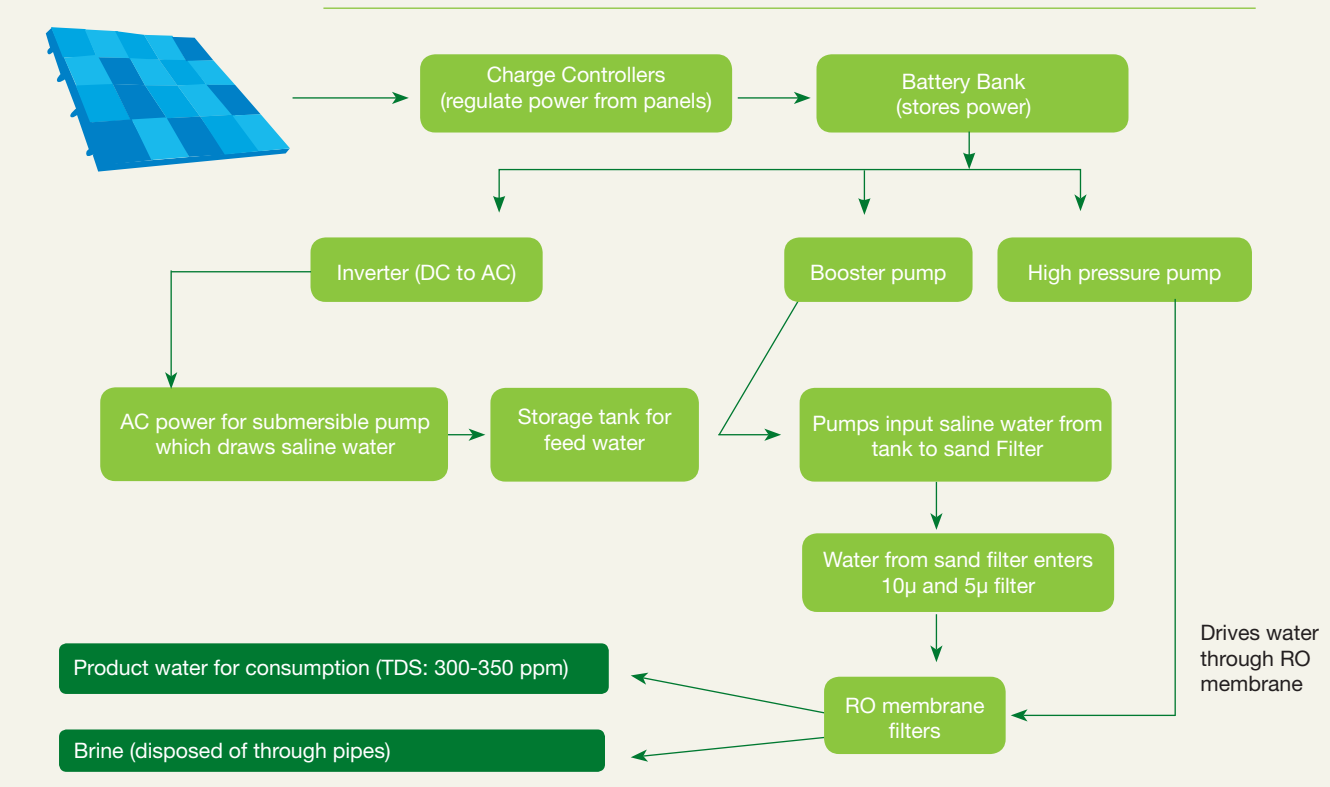 Charge Controllers
(regulate power from panels)
Battery Bank
(stores power)
Inverter (DC to AC)
Booster pump
High pressure pump
AC power for submersible pump
which draws saline water
Storage tank for
feed water
Pumps input saline water from
tank to sand Filter
Water from sand filter enters
10µ and 5µ filter
Drives water
through RO
membrane
Product water for consumption (TDS: 300-350 ppm)
RO membrane
filters
Brine (disposed of through pipes)